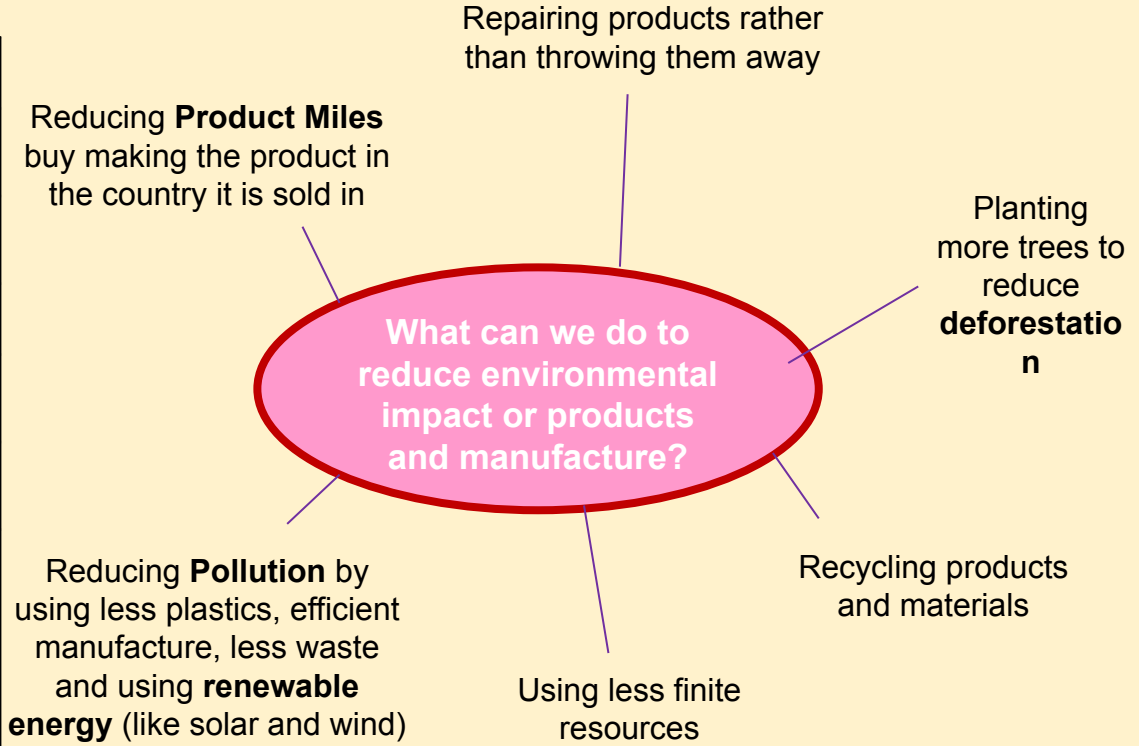 Repairing products rather
than throwing them away
Reducing Product Miles
buy making the product in
the country it is sold in
Planting
more trees to
reduce
deforestatio
n
What can we do to
reduce environmental
impact or products
and manufacture?
Reducing Pollution by
using less plastics, efficient
manufacture, less waste
and using renewable
energy (like solar and wind)
Using less finite
resources
Recycling products
and materials